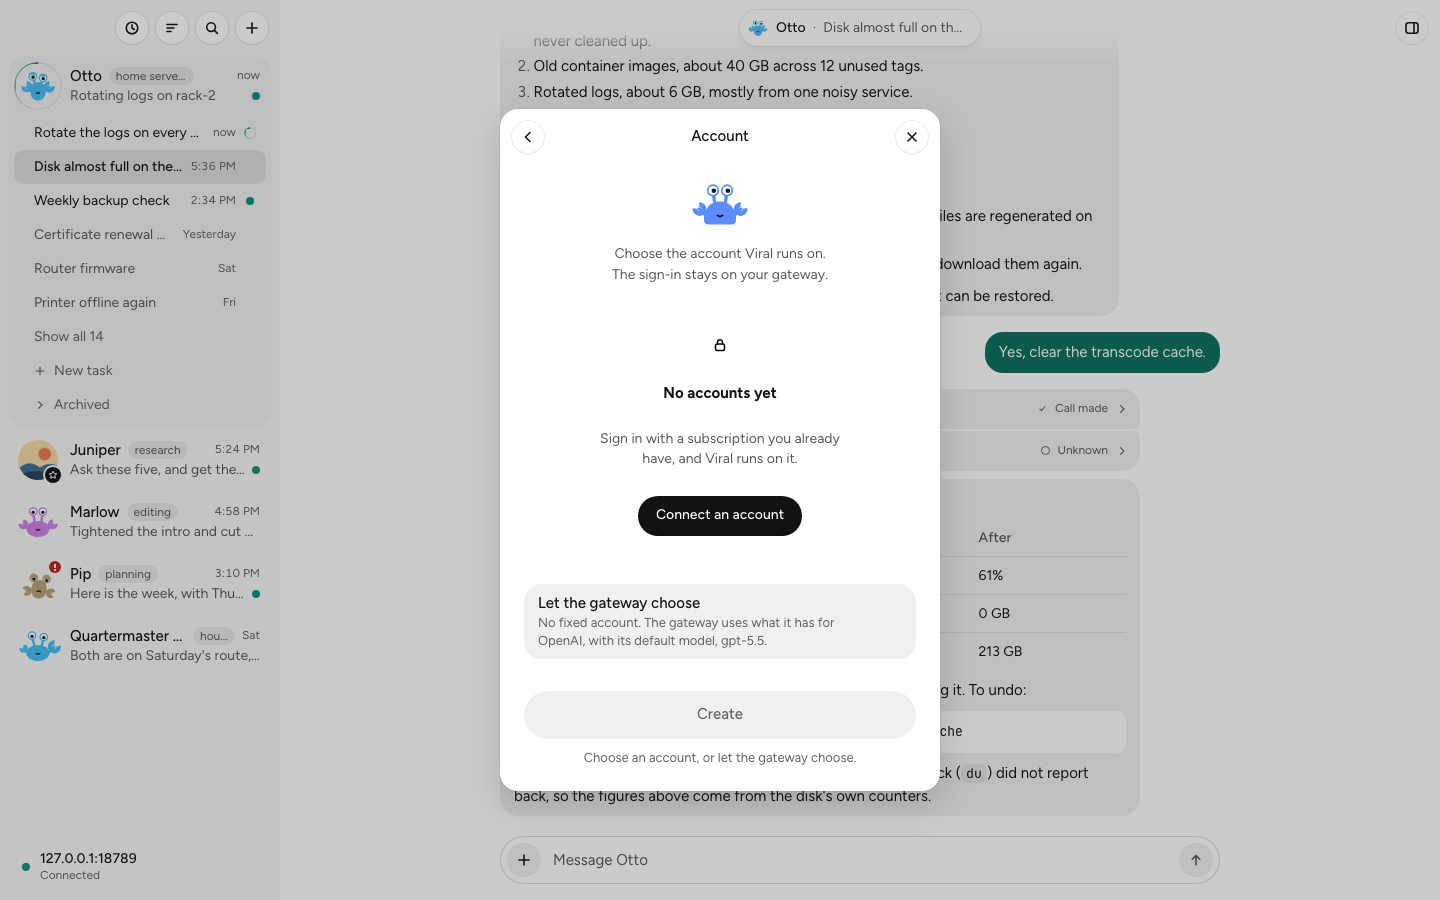 Otto
home serve...
now
Rotating logs on rack-2
Rotate the logs on every ...
now
Disk almost full on the...
5:36 PM
Weekly backup check
2:34 PM
Certificate renewal ...
Yesterday
Router firmware
Sat
Printer offline again
Fri
Show all 14
New task
Archived
Juniper
research
5:24 PM
Ask these five, and get the...
Marlow
editing
4:58 PM
Tightened the intro and cut ...
Pip
planning
3:10 PM
Here is the week, with Thu...
Quartermaster ...
hou...
Sat
Both are on Saturday's route,...
127.0.0.1:18789
Connected
Otto · Disk almost full on th...
never cleaned up.
2. Old container images, about 40 GB across 12 unused tags.
3. Rotated logs, about 6 GB, mostly from one noisy service.
Account
Choose the account Viral runs on.
The sign-in stays on your gateway.
No accounts yet
Sign in with a subscription you already
have, and Viral runs on it.
Connect an account
Let the gateway choose
No fixed account. The gateway uses what it has for
OpenAI, with its default model, gpt-5.5.
Create
Choose an account, or let the gateway choose.
are regenerated on
download them again.
can be restored.
Yes, clear the transcode cache.
Call made
Unknown
After
61%
0 GB
213 GB
it. To undo:
(du) did not report
back, so the figures above come from the disk's own counters.
Message Otto